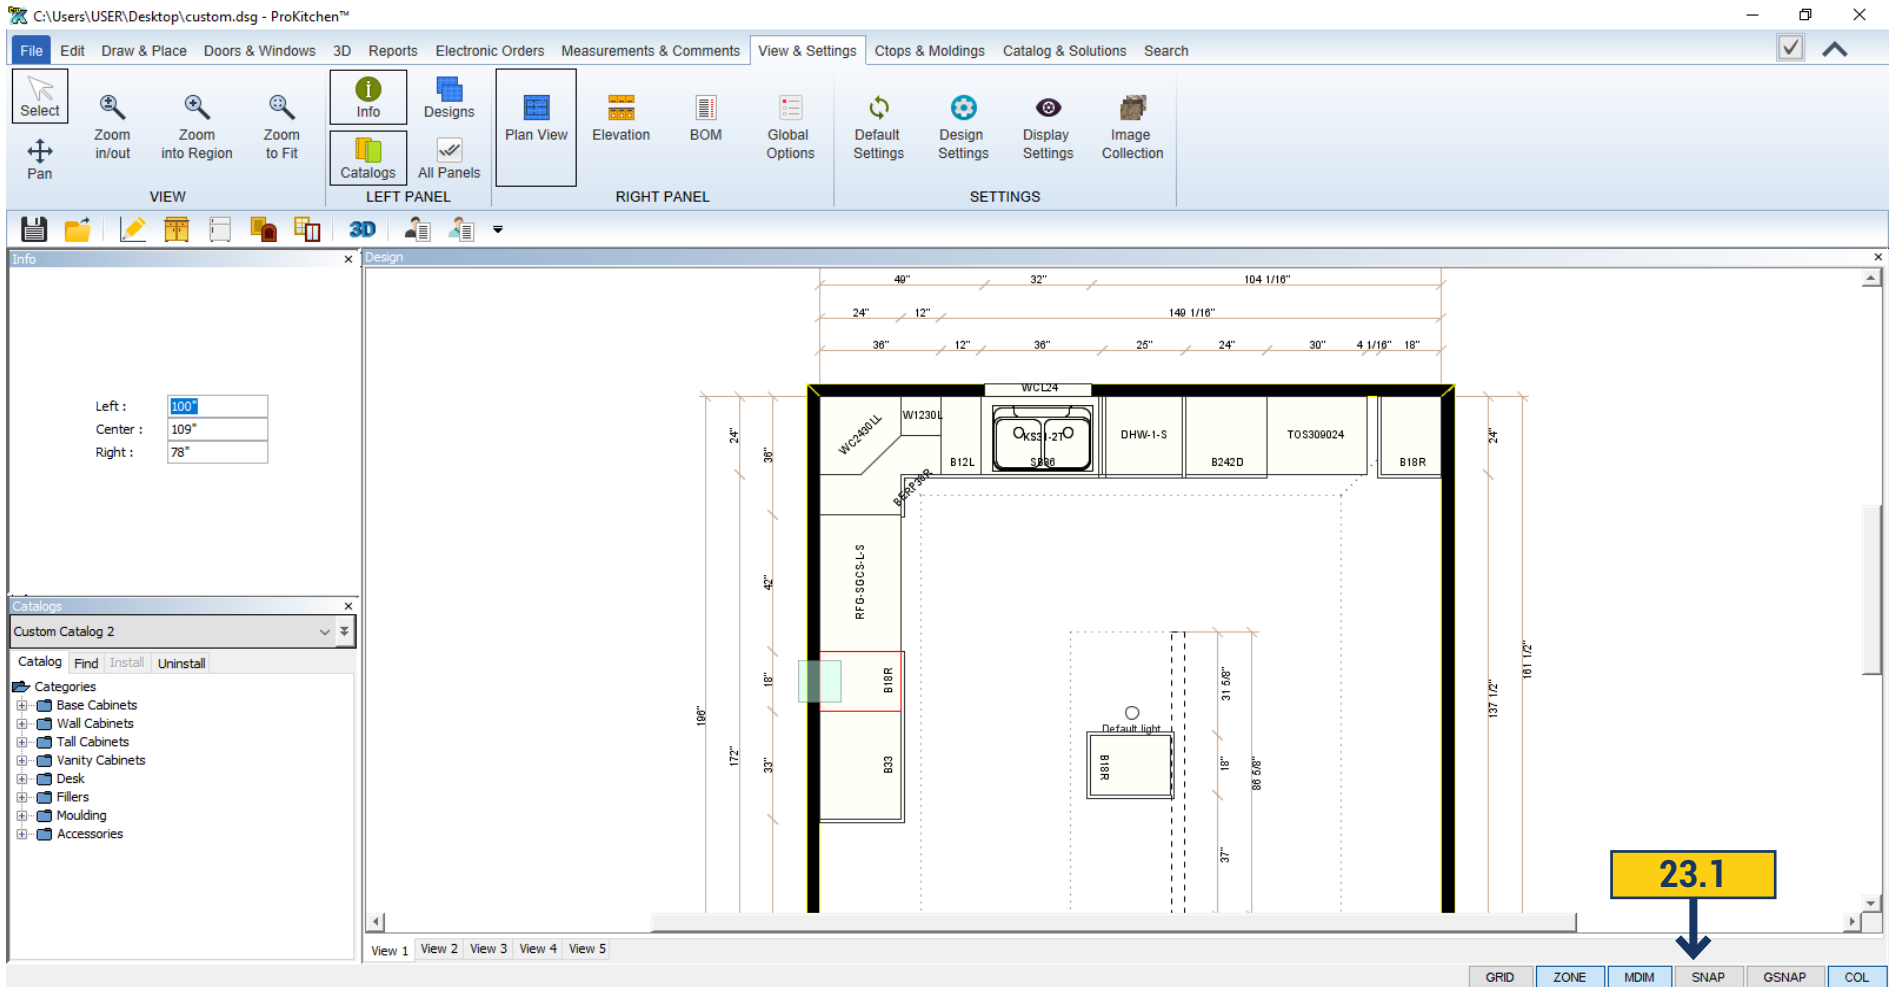 C:\Users\USER\Desktop\custom.dsg - ProKitchen™
File Edit Draw & Place Doors & Windows 3D Reports Electronic Orders Measurements & Comments View & Settings Ctops & Moldings Catalog & Solutions Search
Select
Pan
Zoom
in/out
Zoom
into Region
Zoom
to Fit
VIEW
Info
Designs
Catalogs
All Panels
LEFT PANEL
Plan View
Elevation
BOM
Global
Options
RIGHT PANEL
Default
Settings
Design
Settings
Display
Settings
Image
Collection
SETTINGS
3D
Info
Left :
100"
Center :
109"
Right :
78"
Catalogs
Custom Catalog 2
Catalog Find Install Uninstall
Categories
Base Cabinets
Wall Cabinets
Tall Cabinets
Vanity Cabinets
Desk
Fillers
Moulding
Accessories
Design
49" 32" 104 1/16"
24" 12" 149 1/16"
36" 12" 36" 25" 24" 30" 4 1/16" 18"
WCL24
WC2430LL
W1230L
B12L
KS31-2T
SB36
DHW-1-S
B242D
TOS309024
B18R
BERP36R
RFG-SGCS-L-S
B18R
B33
24"
36"
42"
18"
33"
196"
172"
Default light
B18R
31 5/8"
18"
37"
86 5/8"
24"
137 1/2"
161 1/2"
23.1
View 1 View 2 View 3 View 4 View 5
GRID ZONE MDIM SNAP GSNAP COL